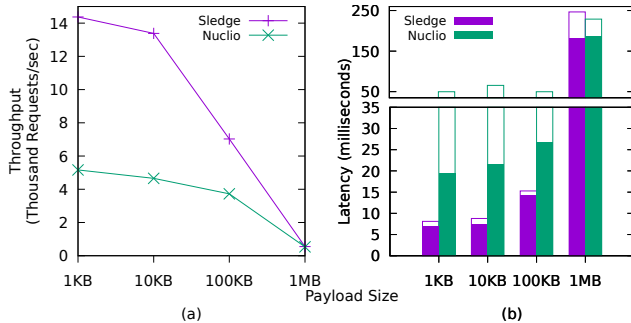 Sledge
Nuclio
14
12
10
8
6
4
2
0
Throughput
(Thousand Requests/sec)
1KB 10KB 100KB 1MB
(a)
Sledge
Nuclio
250
150
50
35
30
25
20
15
10
5
0
Latency (milliseconds)
1KB 10KB 100KB 1MB
Payload Size
(b)